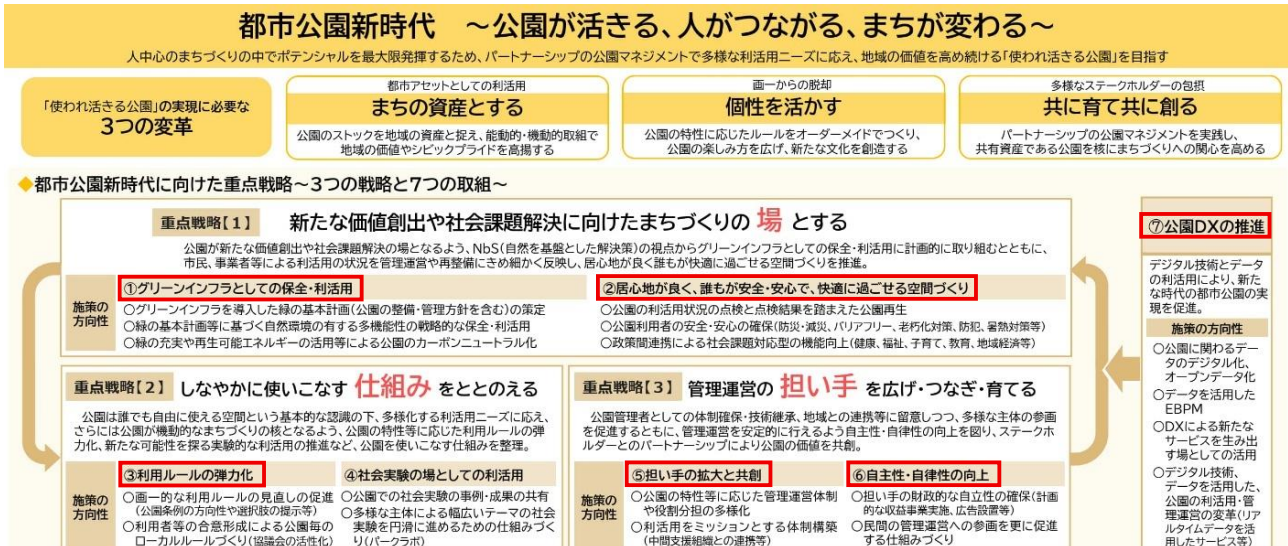 都市公園新時代　～公園が活きる、人がつながる、まちが変わる～
人中心のまちづくりの中でポテンシャルを最大限発揮するため、パートナーシップの公園マネジメントで多様な利活用ニーズに応え、地域の価値を高め続ける「使われ活きる公園」を目指す
「使われ活きる公園」の実現に必要な
3つの変革
都市アセットとしての利活用
まちの資産とする
公園のストックを地域の資産と捉え、能動的・機動的取組で
地域の価値やシビックプライドを高揚する
画一からの脱却
個性を活かす
公園の特性に応じたルールをオーダーメイドでつくり、
公園の楽しみ方を広げ、新たな文化を創造する
多様なステークホルダーの包摂
共に育て共に創る
パートナーシップの公園マネジメントを実践し、
共有資産である公園を核にまちづくりへの関心を高める
◆都市公園新時代に向けた重点戦略～3つの戦略と7つの取組～
重点戦略【1】 新たな価値創出や社会課題解決に向けたまちづくりの 場 とする
公園が新たな価値創出や社会課題解決の場となるよう、NbS(自然を基盤とした解決策)の視点からグリーンインフラとしての保全・利活用に計画的に取り組むとともに、
市民、事業者等による利活用の状況を管理運営や再整備にきめ細かく反映し、居心地が良く誰もが快適に過ごせる空間づくりを推進。
施策の
方向性
①グリーンインフラとしての保全・利活用
○グリーンインフラを導入した緑の基本計画(公園の整備・管理方針を含む)の策定
○緑の基本計画等に基づく自然環境の有する多機能性の戦略的な保全・利活用
○緑の充実や再生可能エネルギーの活用等による公園のカーボンニュートラル化
②居心地が良く、誰もが安全・安心で、快適に過ごせる空間づくり
○公園の利活用状況の点検と点検結果を踏まえた公園再生
○公園利用者の安全・安心の確保(防災・減災、バリアフリー、老朽化対策、防犯、暑熱対策等)
○政策間連携による社会課題対応型の機能向上(健康、福祉、子育て、教育、地域経済等)
重点戦略【2】 しなやかに使いこなす 仕組み をととのえる
公園は誰でも自由に使える空間という基本的な認識の下、多様化する利活用ニーズに応え、
さらには公園が機動的なまちづくりの核となるよう、公園の特性等に応じた利用ルールの弾
力化、新たな可能性を探る実験的な利活用の推進など、公園を使いこなす仕組みを整理。
施策の
方向性
③利用ルールの弾力化
○画一的な利用ルールの見直しの促進
(公園条例の方向性や選択肢の提示等)
○利用者等の合意形成による公園毎の
ローカルルールづくり(協議会の活性化)
④社会実験の場としての利活用
○公園での社会実験の事例・成果の共有
○多様な主体による幅広いテーマの社会
実験を円滑に進めるための仕組みづく
り(パークラボ)
重点戦略【3】 管理運営の 担い手 を広げ・つなぎ・育てる
公園管理者としての体制確保・技術継承、地域との連携等に留意しつつ、多様な主体の参画
を促進するとともに、管理運営を安定的に行えるよう自主性・自律性の向上を図り、ステークホ
ルダーとのパートナーシップにより公園の価値を共創。
施策の
方向性
⑤担い手の拡大と共創
○公園の特性等に応じた管理運営体制
や役割分担の多様化
○利活用をミッションとする体制構築
(中間支援組織との連携等)
⑥自主性・自律性の向上
○担い手の財政的な自立性の確保(計画
的な収益事業実施、広告設置等)
○民間の管理運営への参画を更に促進
する仕組みづくり
⑦公園DXの推進
デジタル技術とデータ
の利活用により、新た
な時代の都市公園の実
現を促進。
施策の方向性
○公園に関わるデー
タのデジタル化、
オープンデータ化
○データを活用した
EBPM
○DXによる新たな
サービスを生み出
す場としての活用
○デジタル技術、
データを活用した、
公園の利活用・管
理運営の変革(リア
ルタイムデータを活
用したサービス等)